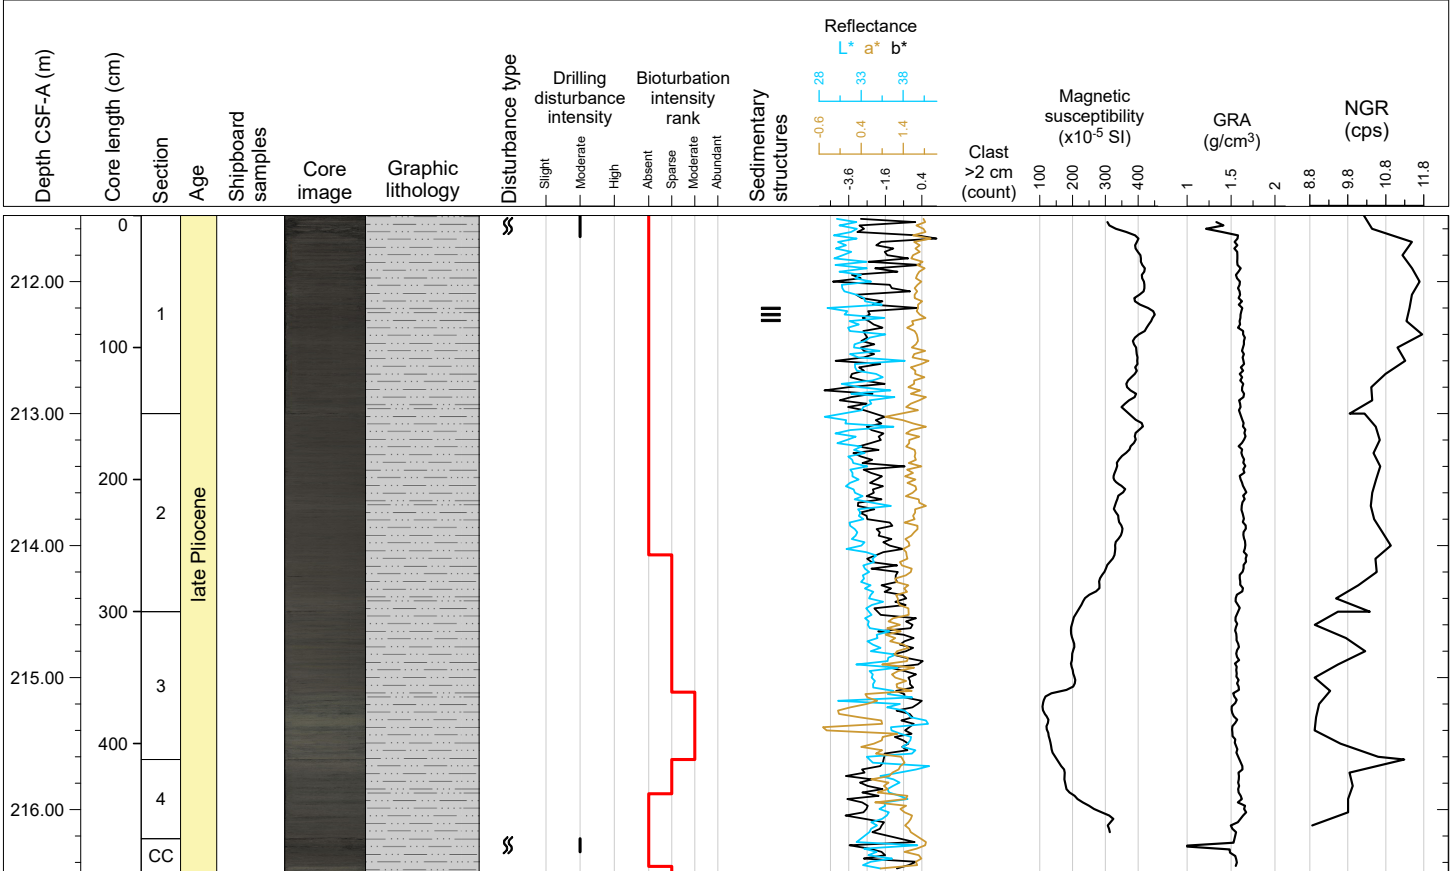 Depth CSF-A (m)
Core length (cm)
Section
Age
Shipboard
samples
Core
image
Graphic
lithology
Disturbance type
Drilling
disturbance
intensity
Slight
Moderate
High
Bioturbation
intensity
rank
Absent
Sparse
Moderate
Abundant
Sedimentary
structures
Reflectance
L* a* b*
28 33 38
-0.6 0.4 1.4
-3.6 -1.6 0.4
Clast
>2 cm
(count)
Magnetic
susceptibility
(x10-5 SI)
100 200 300 400
GRA
(g/cm3)
1 1.5 2
NGR
(cps)
8.8 9.8 10.8 11.8
0
212.00
1
100
213.00
200
2
late Pliocene
214.00
300
215.00
3
400
4
216.00
CC